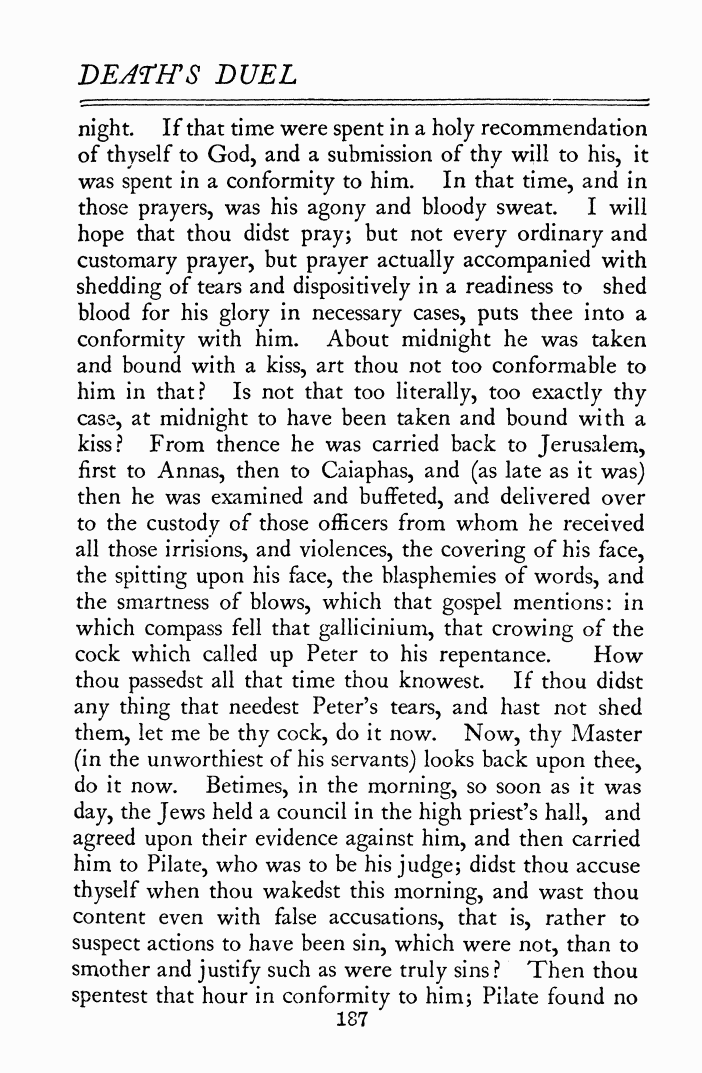 DEATH'S DUEL
night. If that time were spent in a holy recommendation
of thyself to God, and a submission of thy will to his, it
was spent in a conformity to him. In that time, and in
those prayers, was his agony and bloody sweat. I will
hope that thou didst pray; but not every ordinary and
customary prayer, but prayer actually accompanied with
shedding of tears and dispositively in a readiness to shed
blood for his glory in necessary cases, puts thee into a
conformity with him. About midnight he was taken
and bound with a kiss, art thou not too conformable to
him in that? Is not that too literally, too exactly thy
case, at midnight to have been taken and bound with a
kiss? From thence he was carried back to Jerusalem,
first to Annas, then to Caiaphas, and (as late as it was)
then he was examined and buffeted, and delivered over
to the custody of those officers from whom he received
all those irrisions, and violences, the covering of his face,
the spitting upon his face, the blasphemies of words, and
the smartness of blows, which that gospel mentions: in
which compass fell that gallicinium, that crowing of the
cock which called up Peter to his repentance. How
thou passedst all that time thou knowest. If thou didst
any thing that needest Peter's tears, and hast not shed
them, let me be thy cock, do it now. Now, thy Master
(in the unworthiest of his servants) looks back upon thee,
do it now. Betimes, in the morning, so soon as it was
day, the Jews held a council in the high priest's hall, and
agreed upon their evidence against him, and then carried
him to Pilate, who was to be his judge; didst thou accuse
thyself when thou wakedst this morning, and wast thou
content even with false accusations, that is, rather to
suspect actions to have been sin, which were not, than to
smother and justify such as were truly sins? Then thou
spentest that hour in conformity to him; Pilate found no
187